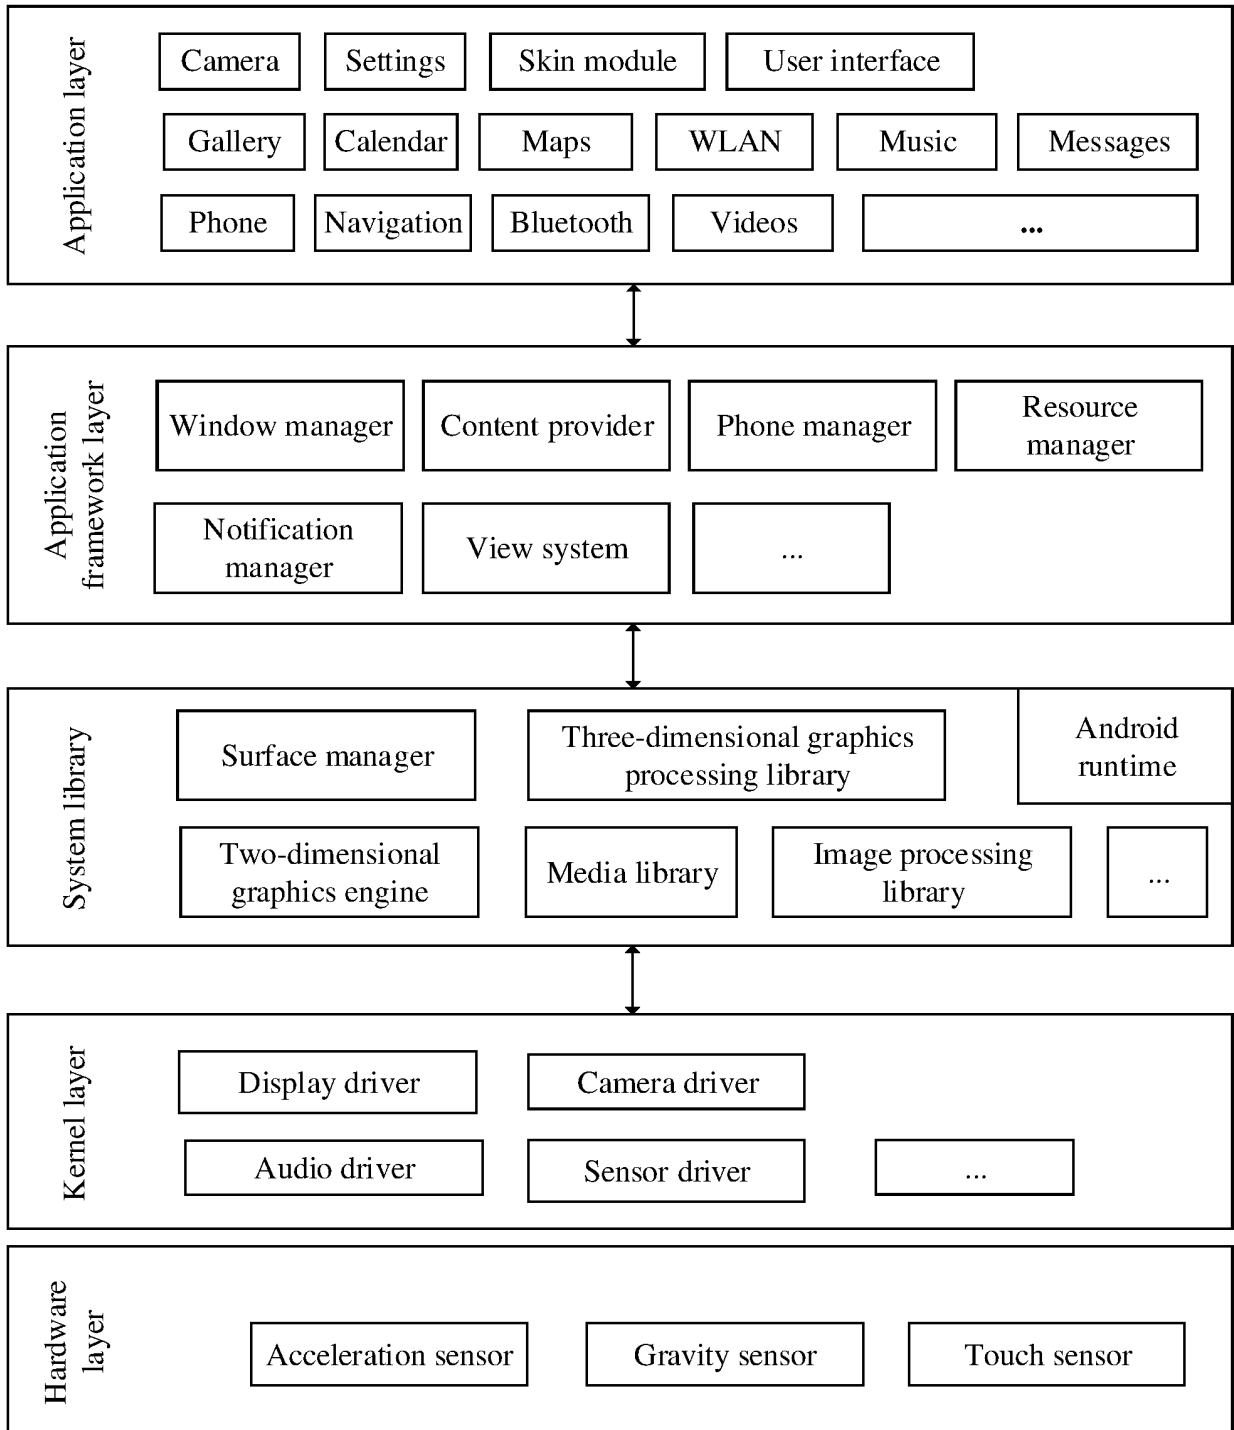 Application layer
Camera
Settings
Skin module
User interface
Gallery
Calendar
Maps
WLAN
Music
Messages
Phone
Navigation
Bluetooth
Videos
...
Application
framework layer
Window manager
Content provider
Phone manager
Resource
manager
Notification
manager
View system
...
System library
Surface manager
Three-dimensional graphics
processing library
Android
runtime
Two-dimensional
graphics engine
Media library
Image processing
library
...
Kernel layer
Display driver
Camera driver
Audio driver
Sensor driver
...
Hardware
layer
Acceleration sensor
Gravity sensor
Touch sensor